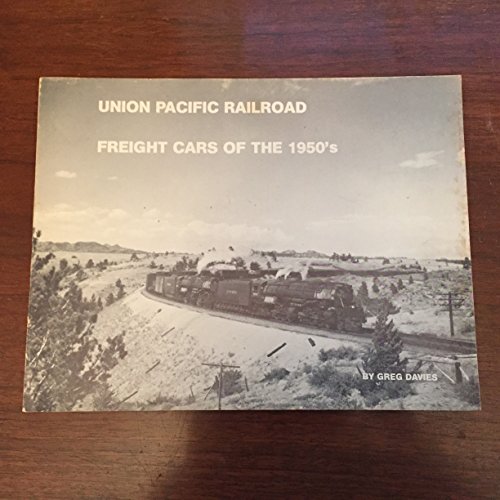 UNION PACIFIC RAILROAD
FREIGHT CARS OF THE 1950's
BY GREG DAVIES